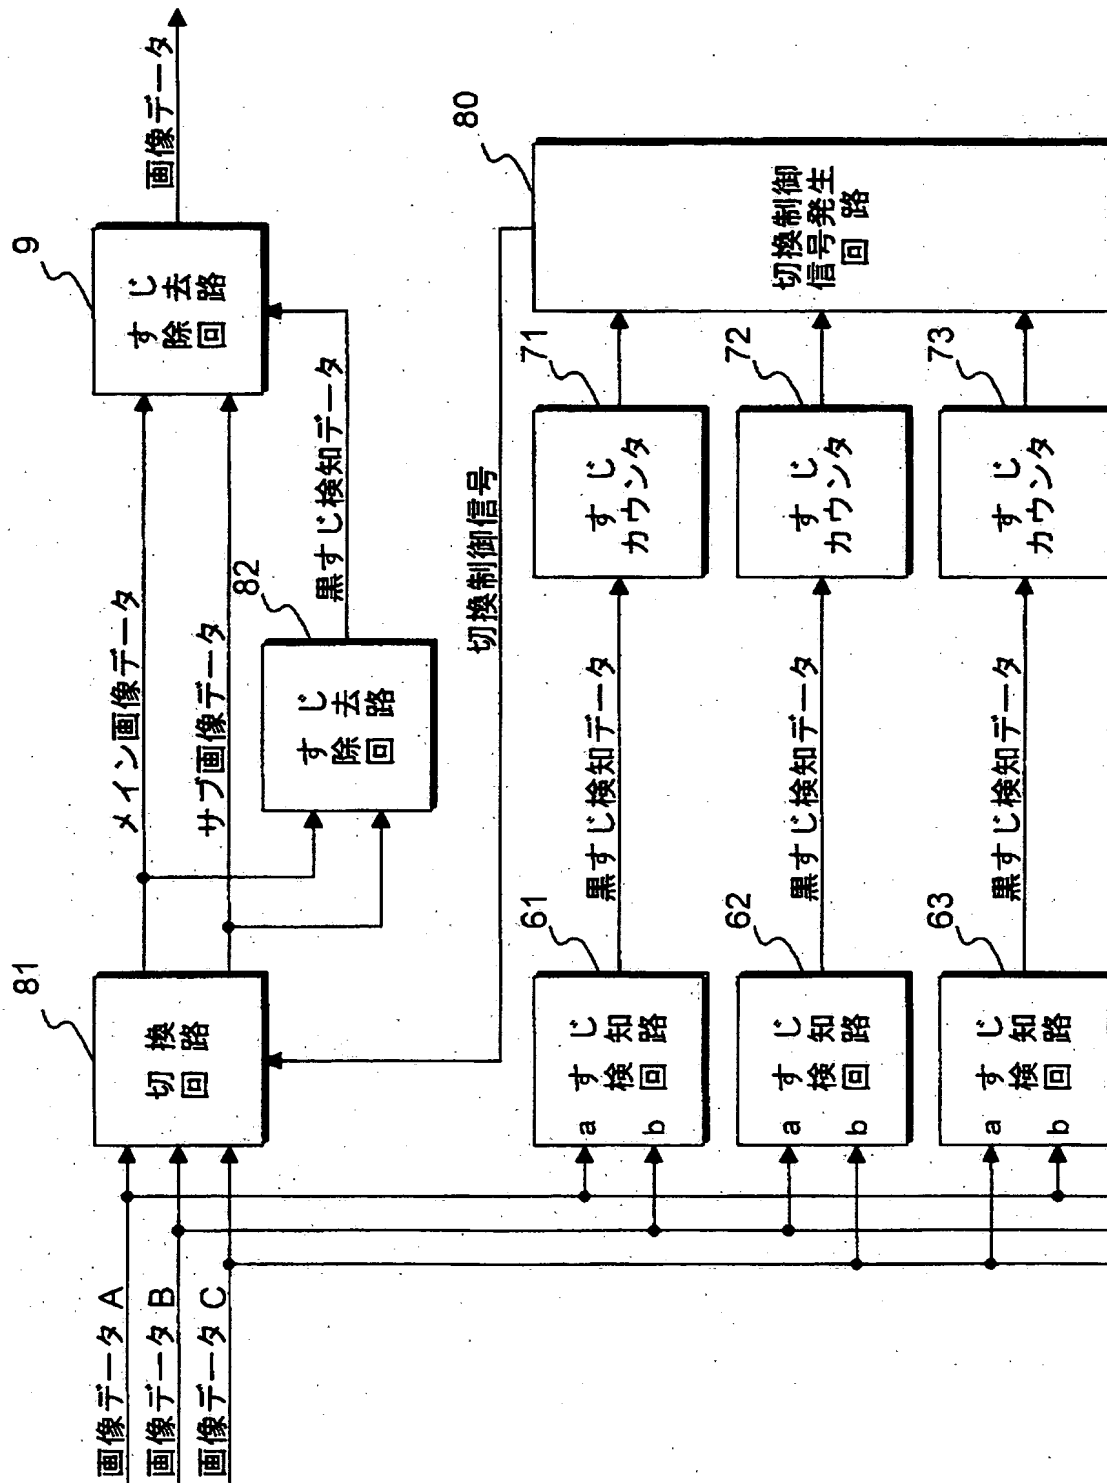 画像データ A
画像データ B
画像データ C
81
切換
回路
メイン画像データ
サブ画像データ
82
すじ
除去
回路
黒すじ検知データ
9
すじ
除去
回路
画像データ
切換制御信号
61
a
b
すじ
検知
回路
黒すじ検知データ
71
すじ
カウンタ
62
a
b
すじ
検知
回路
黒すじ検知データ
72
すじ
カウンタ
63
a
b
すじ
検知
回路
黒すじ検知データ
73
すじ
カウンタ
80
切換制御
信号発生
回路